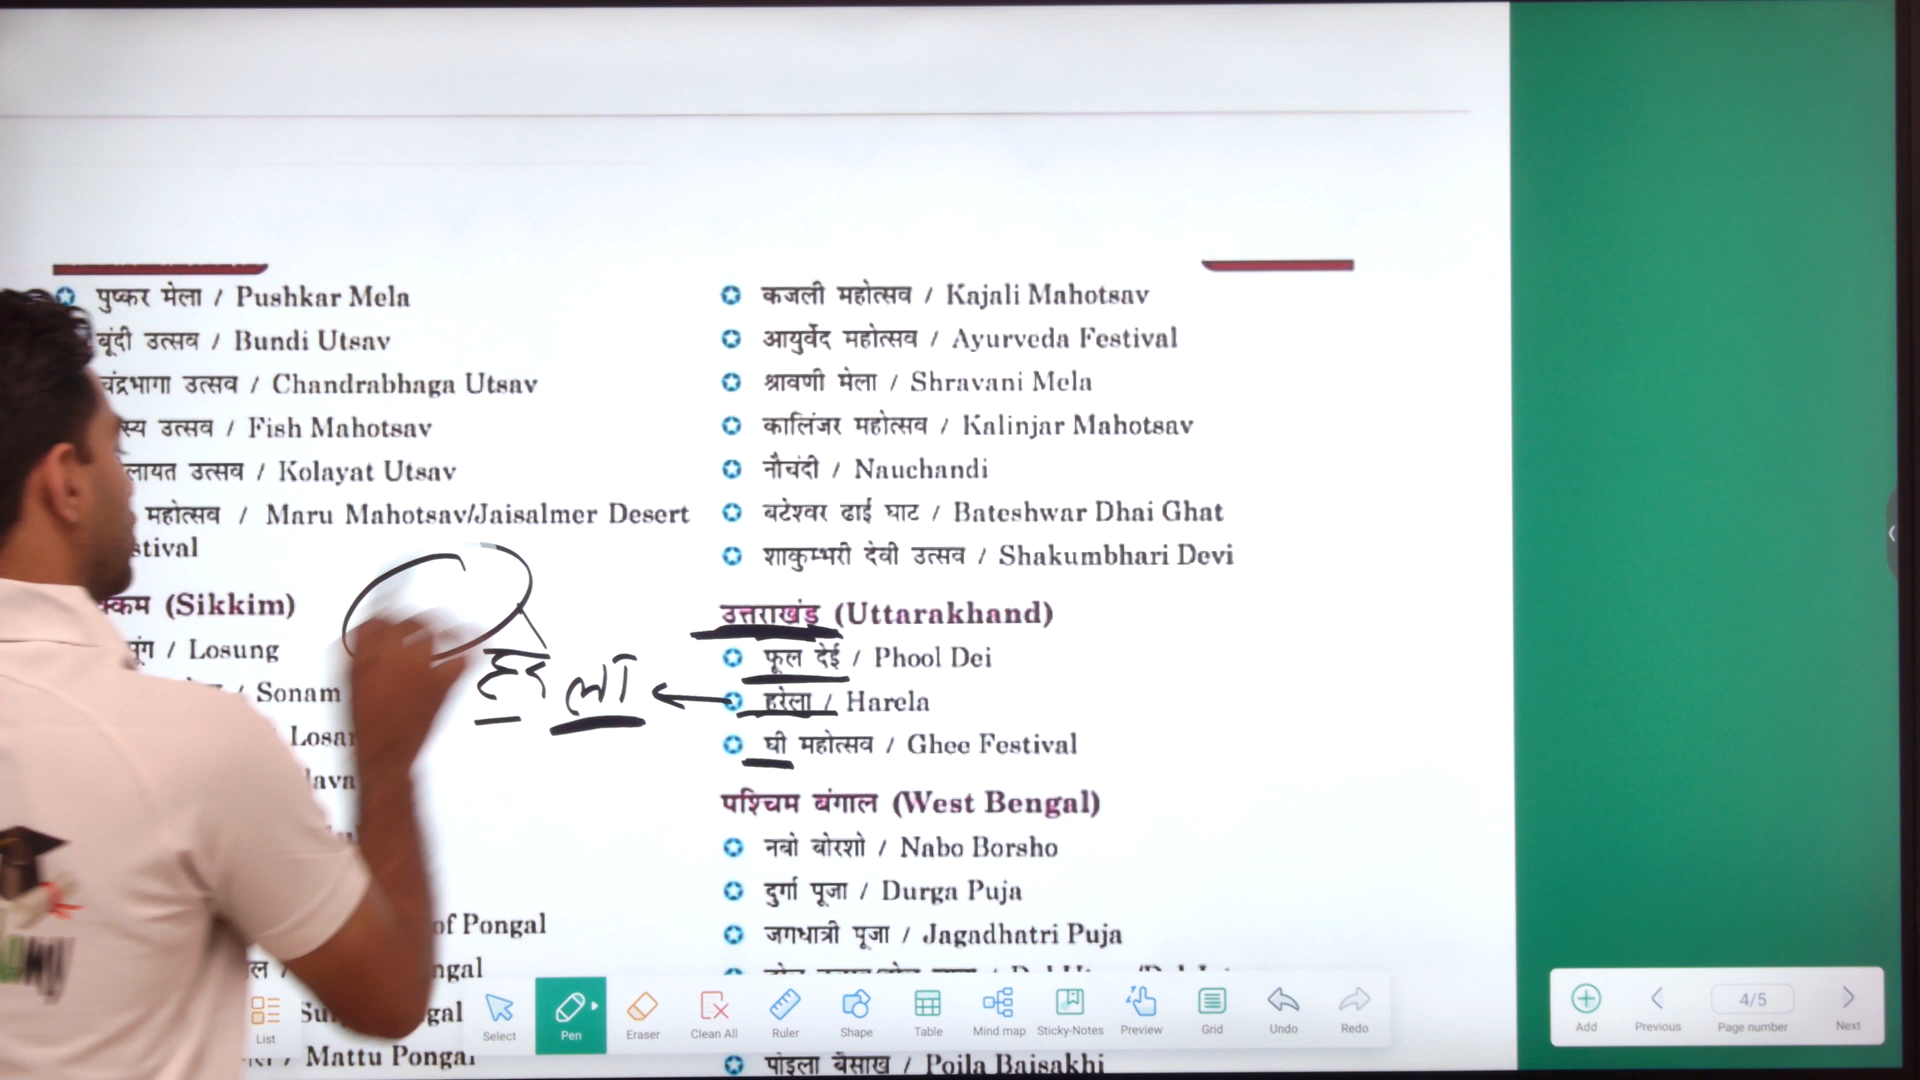 पुष्कर मेला / Pushkar Mela
बूंदी उत्सव / Bundi Utsav
चंद्रभागा उत्सव / Chandrabhaga Utsav
स्य उत्सव / Fish Mahotsav
लायत उत्सव / Kolayat Utsav
महोत्सव / Maru Mahotsav/Jaisalmer Desert
stival
क्कम (Sikkim)
/ Losung
Sonam
Losar
of Pongal
Mattu Pongal
कजली महोत्सव / Kajali Mahotsav
आयुर्वेद महोत्सव / Ayurveda Festival
श्रावणी मेला / Shravani Mela
कालिंजर महोत्सव / Kalinjar Mahotsav
नौचंदी / Nauchandi
बटेश्वर ढाई घाट / Bateshwar Dhai Ghat
शाकुम्भरी देवी उत्सव / Shakumbhari Devi
उत्तराखंड (Uttarakhand)
फूल देई / Phool Dei
हरेला / Harela
घी महोत्सव / Ghee Festival
पश्चिम बंगाल (West Bengal)
नबो बोरशो / Nabo Borsho
दुर्गा पूजा / Durga Puja
जगधात्री पूजा / Jagadhatri Puja
पोइला बैसाख / Poila Baisakhi
हर ला
List
Select
Pen
Eraser
Clean All
Ruler
Shape
Table
Mind map
Sticky-Notes
Preview
Grid
Undo
Redo
Add
Previous
4/5
Page number
Next